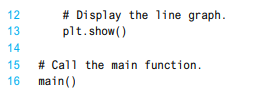 12 # Display the line graph.
13 plt.show()
14
15 # Call the main function.
16 main()